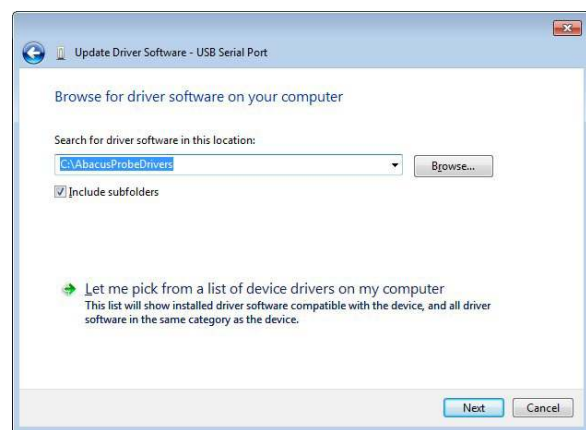 Update Driver Software - USB Serial Port
Browse for driver software on your computer
Search for driver software in this location:
C:\AbacusProbeDrivers
Browse...
Include subfolders
Let me pick from a list of device drivers on my computer
This list will show installed driver software compatible with the device, and all driver
software in the same category as the device.
Next Cancel